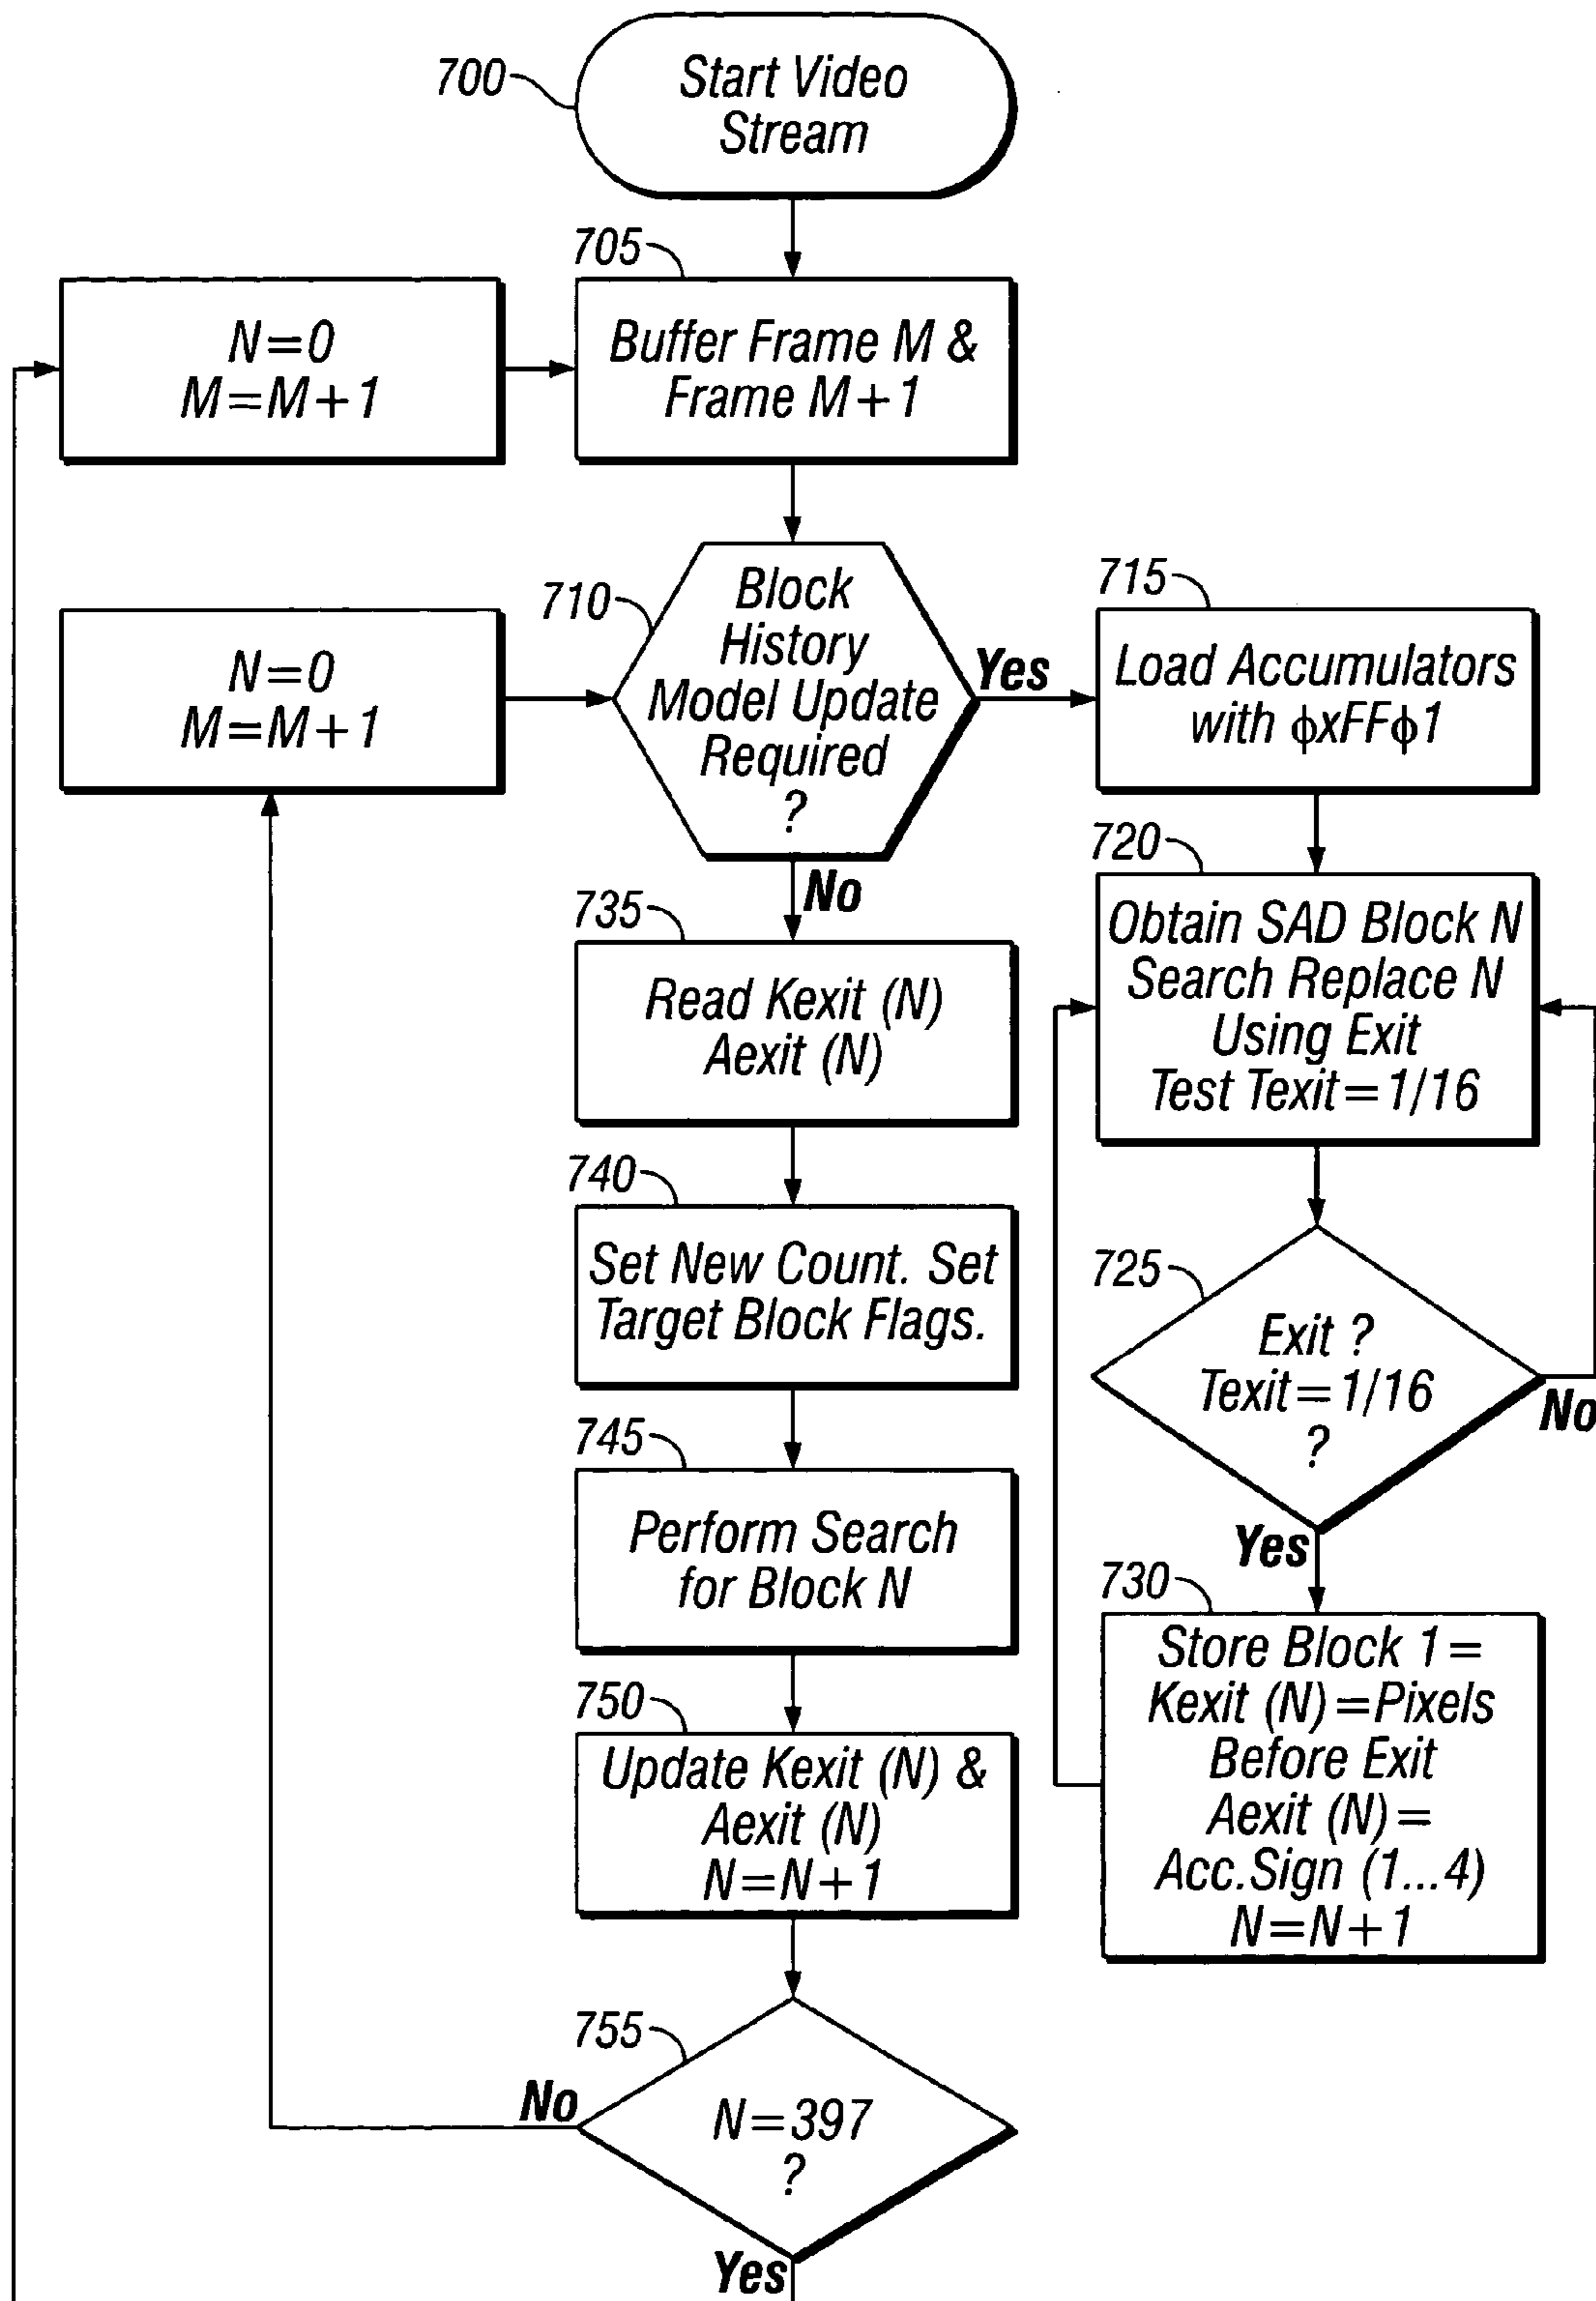 700
Start Video
Stream
705
N=0
M=M+1
Buffer Frame M &
Frame M+1
710
N=0
M=M+1
Block
History
Model Update
Required
?
Yes
No
715
Load Accumulators
with ϕxFFϕ1
720
Obtain SAD Block N
Search Replace N
Using Exit
Test Texit=1/16
725
Exit ?
Texit=1/16
?
No
Yes
730
Store Block 1=
Kexit (N)=Pixels
Before Exit
Aexit (N)=
Acc.Sign (1...4)
N=N+1
735
Read Kexit (N)
Aexit (N)
740
Set New Count. Set
Target Block Flags.
745
Perform Search
for Block N
750
Update Kexit (N) &
Aexit (N)
N=N+1
755
No
N=397
?
Yes